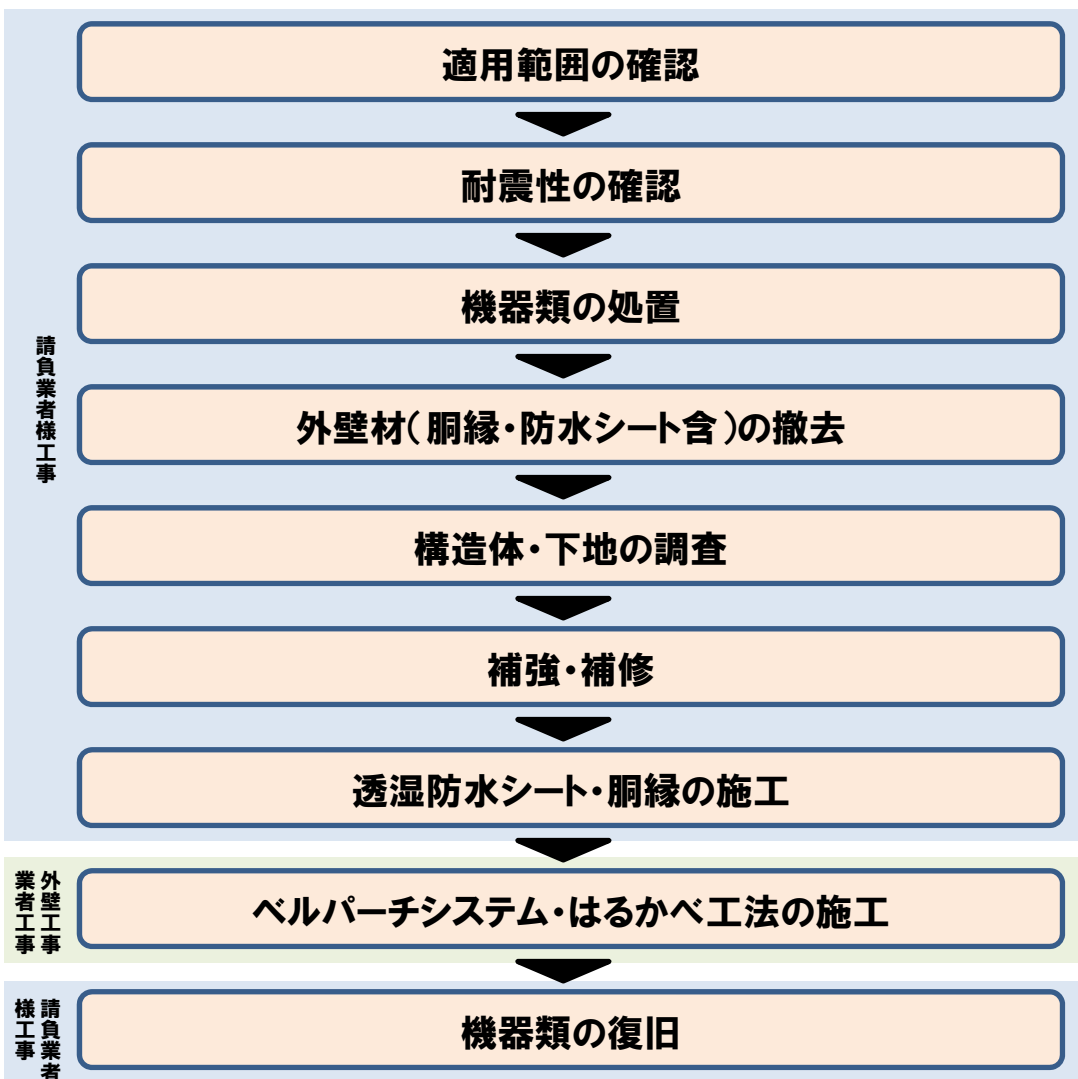 適用範囲の確認
耐震性の確認
機器類の処置
外壁材(胴縁・防水シート含)の撤去
構造体・下地の調査
補強・補修
透湿防水シート・胴縁の施工
請負業者様工事
ベルパーチシステム・はるかべ工法の施工
外壁工事
業者工事
機器類の復旧
請負業者
様工事